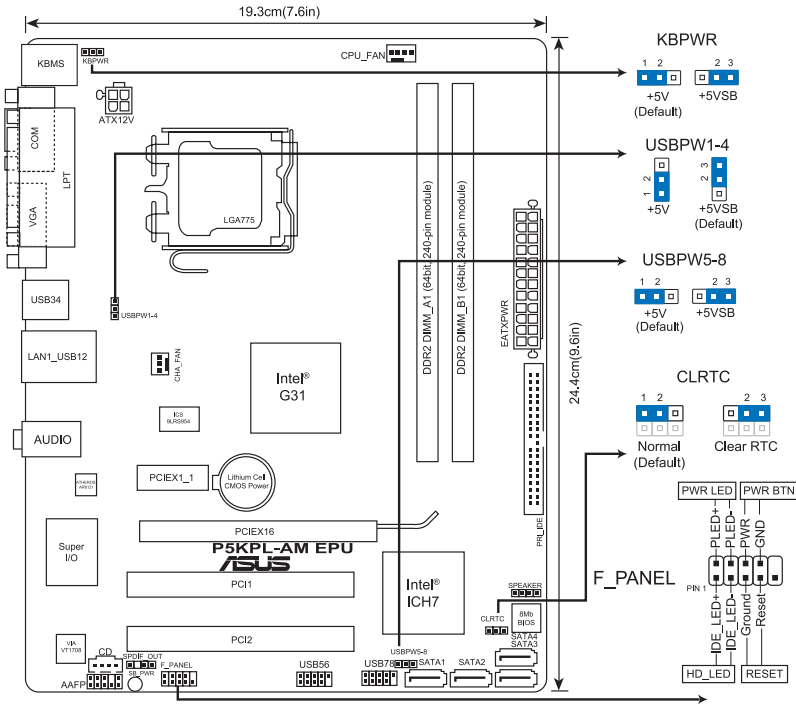 19.3cm(7.6in)
KBMS
KBPWR
CPU_FAN
ATX12V
COM
LPT
VGA
LGA775
DDR2 DIMM_A1 (64bit, 240-pin module)
DDR2 DIMM_B1 (64bit, 240-pin module)
EATXPWR
24.4cm(9.6in)
USB34
USBPW1-4
LAN1_USB12
CHA_FAN
Intel®
G31
ICS
9LRS954
AUDIO
PCIEX1_1
Lithium Cell
CMOS Power
ATHEROS
AR8121
PRI_IDE
PCIEX16
P5KPL-AM EPU
ASUS
Super
I/O
PCI1
Intel®
ICH7
SPEAKER
8Mb
BIOS
CLRTC
PCI2
VIA
VT1708
CD
SPDIF_OUT
SB_PWR
AAFP
F_PANEL
USB56
USB78
USBPW5-8
SATA1
SATA2
SATA4
SATA3
KBPWR
1 2
2 3
+5V
(Default)
+5VSB
USBPW1-4
2
1
3
2
+5V
+5VSB
(Default)
USBPW5-8
1 2
2 3
+5V
(Default)
+5VSB
CLRTC
1 2
2 3
Normal
(Default)
Clear RTC
PWR LED
PWR BTN
PLED+
PLED-
PWR
GND
F_PANEL
PIN 1
IDE_LED+
IDE_LED-
Ground
Reset
HD_LED
RESET